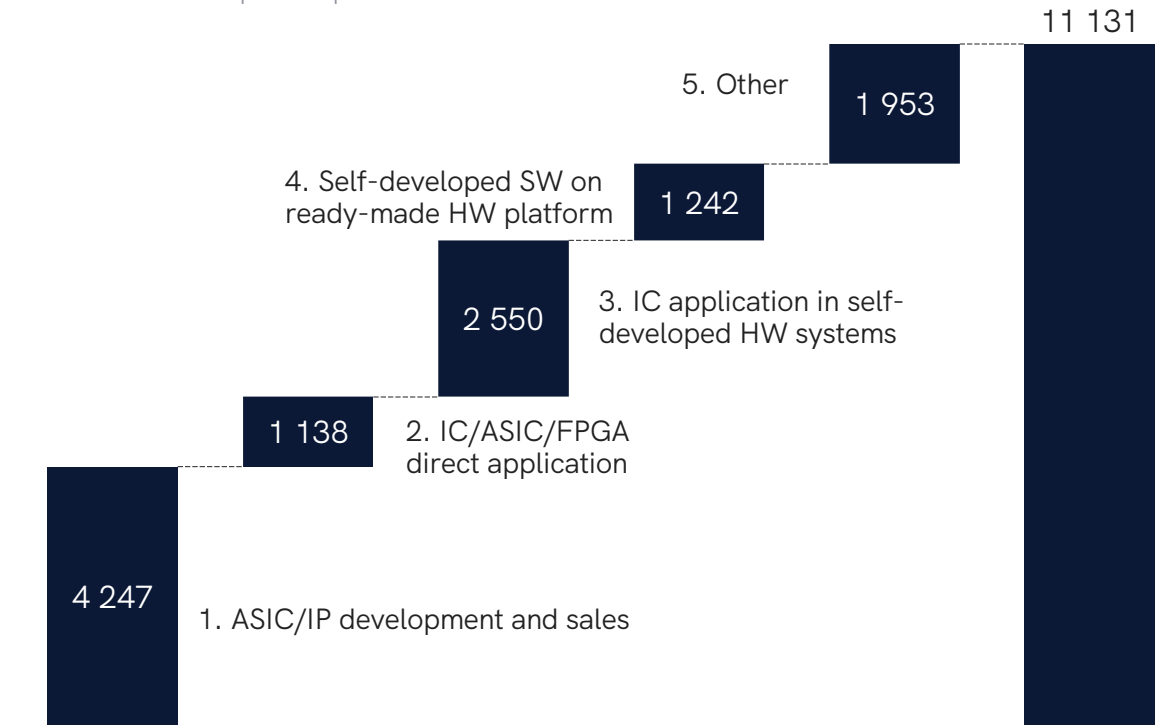 11 131
5. Other
1 953
4. Self-developed SW on
ready-made HW platform
1 242
2 550
3. IC application in self-
developed HW systems
1 138
2. IC/ASIC/FPGA
direct application
4 247
1. ASIC/IP development and sales